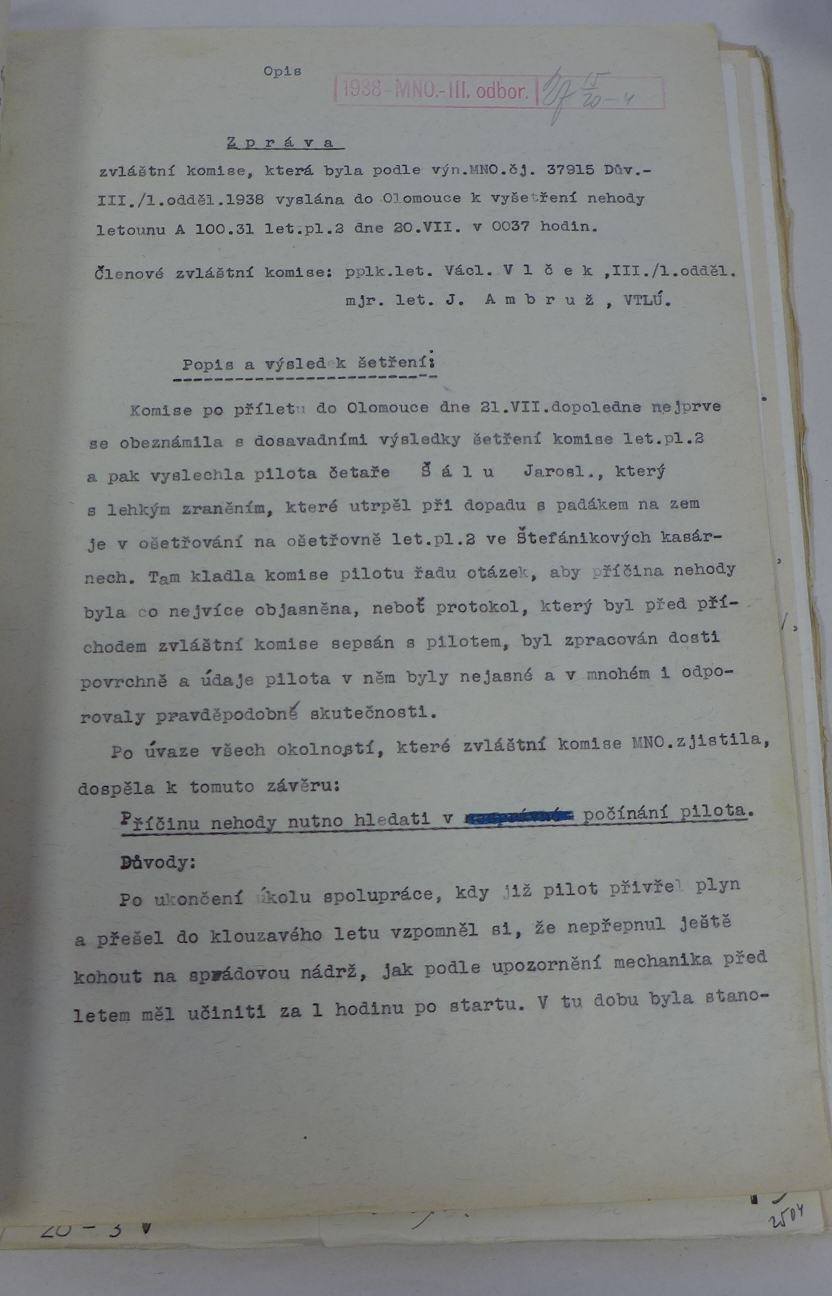 Opis
1938-MNO.-III. odbor. 15/20-4
Zpráva
zvláštní komise, která byla podle výn.MNO.čj. 37915 Dův.-
III./1.odděl.1938 vyslána do Olomouce k vyšetření nehody
letounu A 100.31 let.pl.2 dne 20.VII. v 0037 hodin.
Členové zvláštní komise: pplk.let. Václ. V l č e k ,III./1.odděl.
mjr. let. J. A m b r u ž , VTLÚ.
Popis a výsledek šetření:
Komise po příletu do Olomouce dne 21.VII.dopoledne nejprve
se obeznámila s dosavadními výsledky šetření komise let.pl.2
a pak vyslechla pilota četaře Š á l u Jarosl., který
s lehkým zraněním, které utrpěl při dopadu s padákem na zem
je v ošetřování na ošetřovně let.pl.2 ve Štefánikových kasár-
nech. Tam kladla komise pilotu řadu otázek, aby příčina nehody
byla co nejvíce objasněna, neboť protokol, který byl před pří-
chodem zvláštní komise sepsán s pilotem, byl zpracován dosti
povrchně a údaje pilota v něm byly nejasné a v mnohém i odpo-
rovaly pravděpodobné skutečnosti.
Po úvaze všech okolností, které zvláštní komise MNO.zjistila,
dospěla k tomuto závěru:
Příčinu nehody nutno hledati v počínání pilota.
Důvody:
Po ukončení úkolu spolupráce, kdy již pilot přivřel plyn
a přešel do klouzavého letu vzpomněl si, že nepřepnul ještě
kohout na sprádovou nádrž, jak podle upozornění mechanika před
letem měl učiniti za 1 hodinu po startu. V tu dobu byla stano-
20 - 3
2504